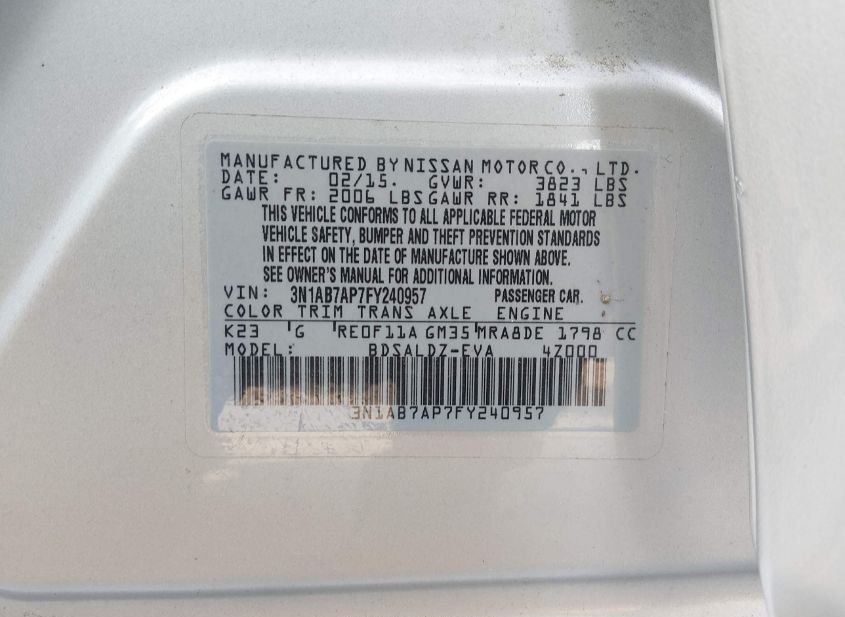 MANUFACTURED BY NISSAN MOTOR CO., LTD.
DATE: 02/15. GVWR: 3823 LBS
GAWR FR: 2006 LBS GAWR RR: 1841 LBS
THIS VEHICLE CONFORMS TO ALL APPLICABLE FEDERAL MOTOR
VEHICLE SAFETY, BUMPER AND THEFT PREVENTION STANDARDS
IN EFFECT ON THE DATE OF MANUFACTURE SHOWN ABOVE.
SEE OWNER'S MANUAL FOR ADDITIONAL INFORMATION.
VIN: 3N1AB7AP7FY240957 PASSENGER CAR.
COLOR TRIM TRANS AXLE ENGINE
K23 G RE0F11A GM35 MRA8DE 1798 CC
MODEL: BDSALDZ-EVA 4Z000
3N1AB7AP7FY240957